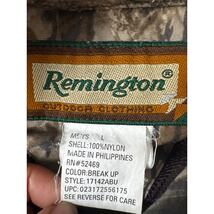 Remington
OUTDOOR CLOTHING
MEN'S L
SHELL:100%NYLON
MADE IN PHILIPPINES
RN#52469
COLOR:BREAK UP
STYLE:17142ABU
UPC:023172556175
SEE REVERSE FOR CARE